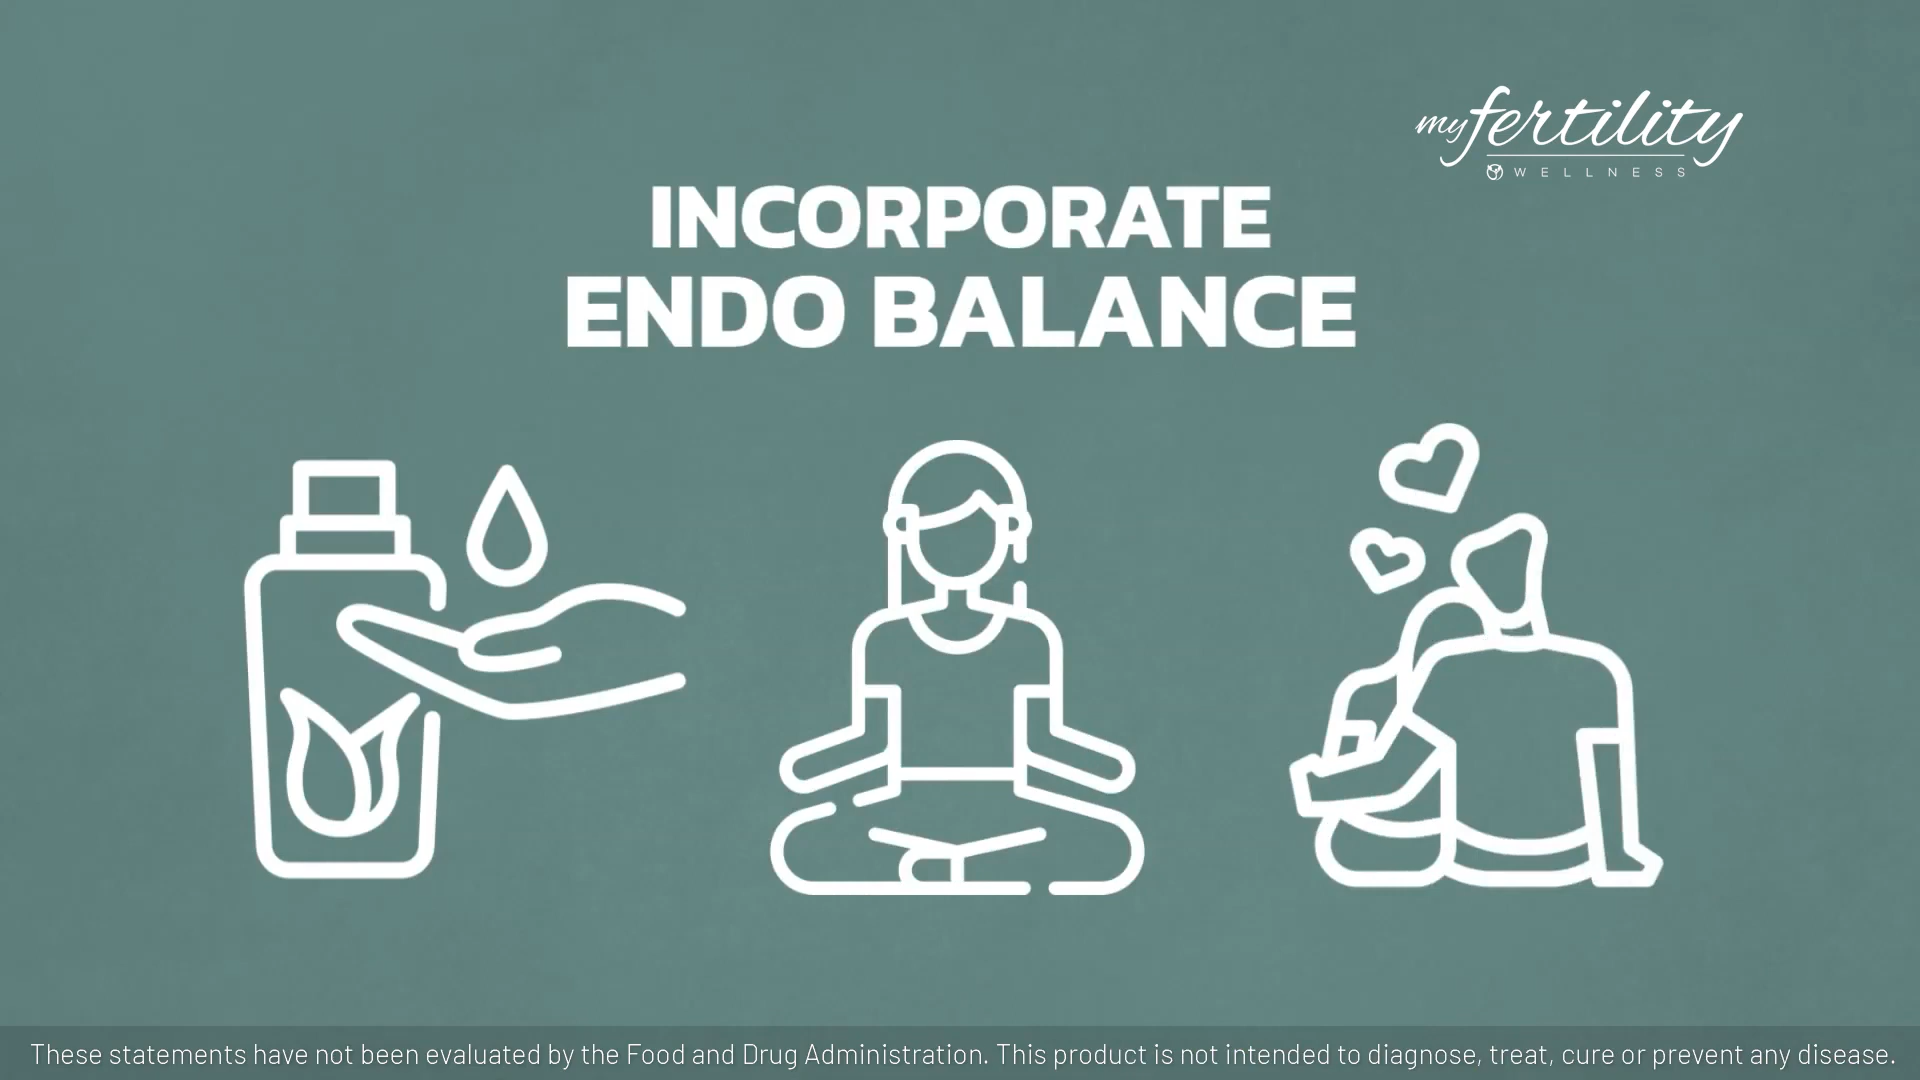 myfertility
WELLNESS
INCORPORATE
ENDO BALANCE
These statements have not been evaluated by the Food and Drug Administration. This product is not intended to diagnose, treat, cure or prevent any disease.